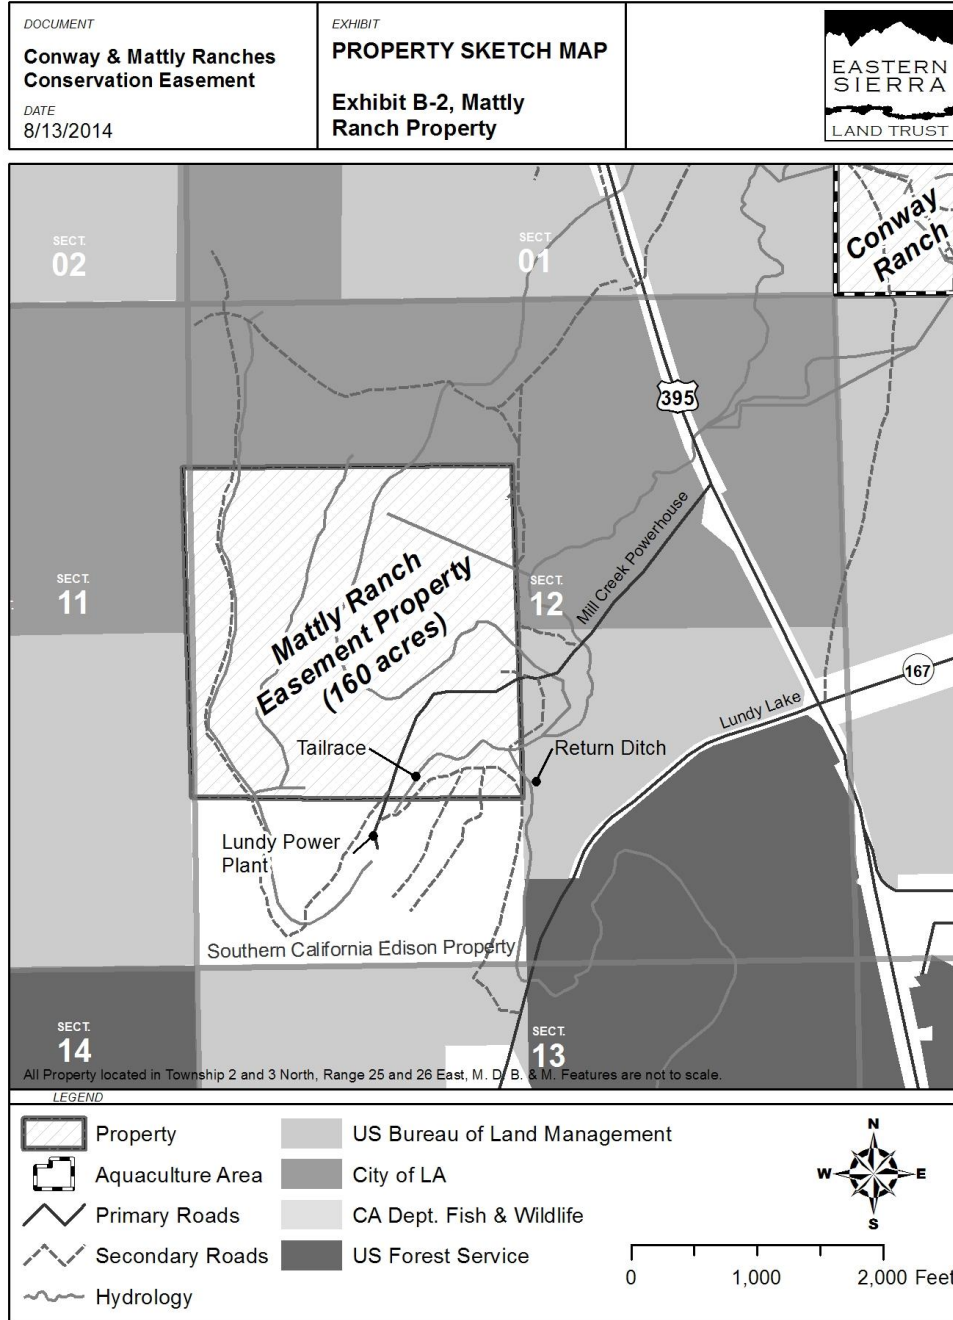 DOCUMENT
Conway & Mattly Ranches
Conservation Easement
DATE
8/13/2014
EXHIBIT
PROPERTY SKETCH MAP
Exhibit B-2, Mattly
Ranch Property
EASTERN
SIERRA
LAND TRUST
SECT.
02
SECT.
01
Conway
Ranch
395
SECT.
11
Mattly Ranch
Easement Property
(160 acres)
SECT.
12
Mill Creek Powerhouse
167
Lundy Lake
Tailrace
Return Ditch
Lundy Power
Plant
Southern California Edison Property
SECT.
14
SECT.
13
All Property located in Township 2 and 3 North, Range 25 and 26 East, M. D. B. & M. Features are not to scale.
LEGEND
Property
Aquaculture Area
Primary Roads
Secondary Roads
Hydrology
US Bureau of Land Management
City of LA
CA Dept. Fish & Wildlife
US Forest Service
N
W
E
S
0 1,000 2,000 Feet